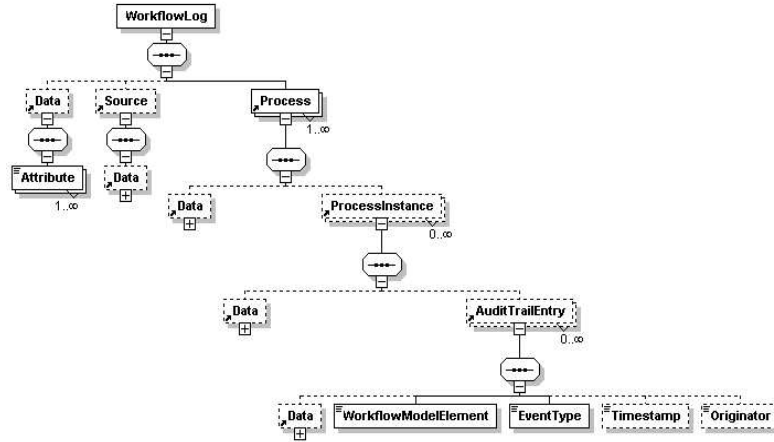 WorkflowLog
Data Source Process
1..∞
Attribute Data
1..∞
Data ProcessInstance
0..∞
Data AuditTrailEntry
0..∞
Data WorkflowModelElement EventType Timestamp Originator